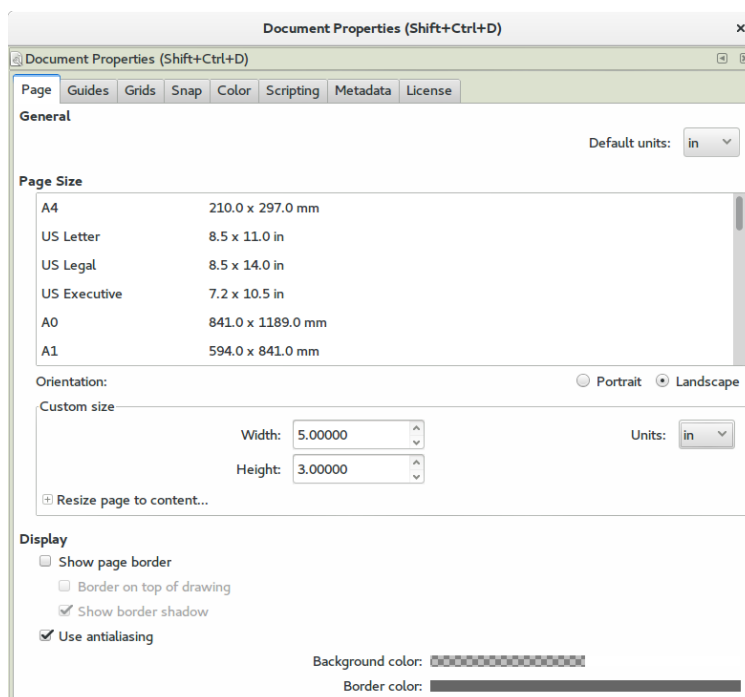 Document Properties (Shift+Ctrl+D)
Document Properties (Shift+Ctrl+D)
Page Guides Grids Snap Color Scripting Metadata License
General
Default units: in
Page Size
A4 210.0 x 297.0 mm
US Letter 8.5 x 11.0 in
US Legal 8.5 x 14.0 in
US Executive 7.2 x 10.5 in
A0 841.0 x 1189.0 mm
A1 594.0 x 841.0 mm
Orientation: Portrait Landscape
Custom size
Width: 5.00000 Units: in
Height: 3.00000
Resize page to content...
Display
Show page border
Border on top of drawing
Show border shadow
Use antialiasing
Background color:
Border color: